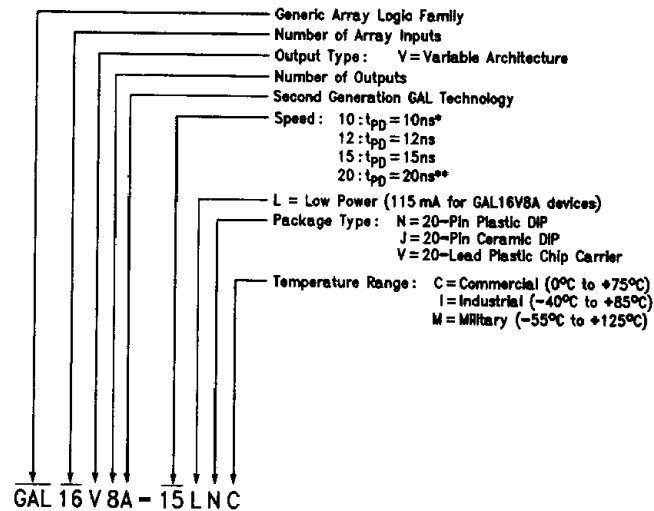 Generic Array Logic Family
Number of Array Inputs
Output Type: V=Variable Architecture
Number of Outputs
Second Generation GAL Technology
Speed: 10:tPD=10ns*
12:tPD=12ns
15:tPD=15ns
20:tPD=20ns**
L = Low Power (115 mA for GAL16V8A devices)
Package Type: N=20-Pin Plastic DIP
J=20-Pin Ceramic DIP
V=20-Lead Plastic Chip Carrier
Temperature Range: C=Commercial (0°C to +75°C)
I=Industrial (-40°C to +85°C)
M=Military (-55°C to +125°C)
GAL 16 V 8 A - 15 L N C